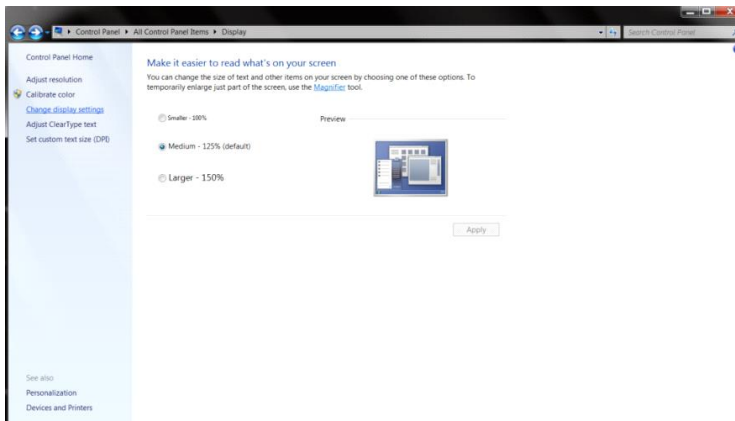 Control Panel ▸ All Control Panel Items ▸ Display
Search Control Panel
Control Panel Home
Adjust resolution
Calibrate color
Change display settings
Adjust ClearType text
Set custom text size (DPI)
See also
Personalization
Devices and Printers
Make it easier to read what's on your screen
You can change the size of text and other items on your screen by choosing one of these options. To
temporarily enlarge just part of the screen, use the Magnifier tool.
Smaller - 100%
Medium - 125% (default)
Larger - 150%
Preview
Apply